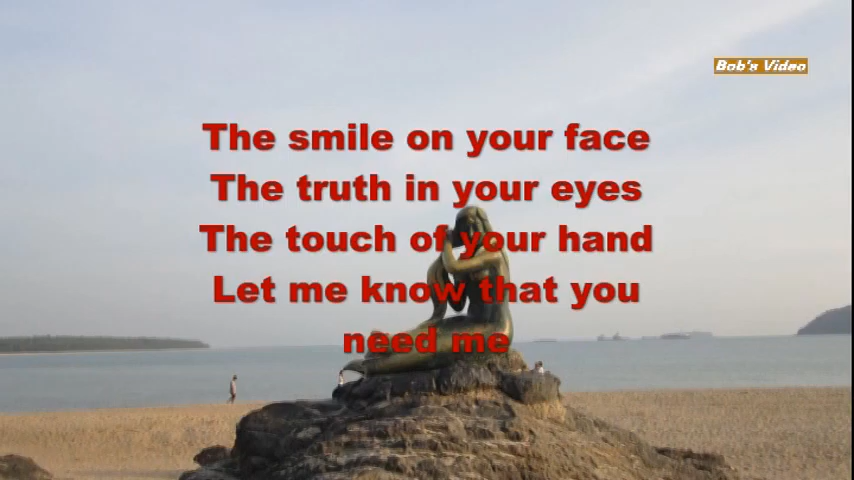 Bob's Video
The smile on your face
The truth in your eyes
The touch of your hand
Let me know that you
need me